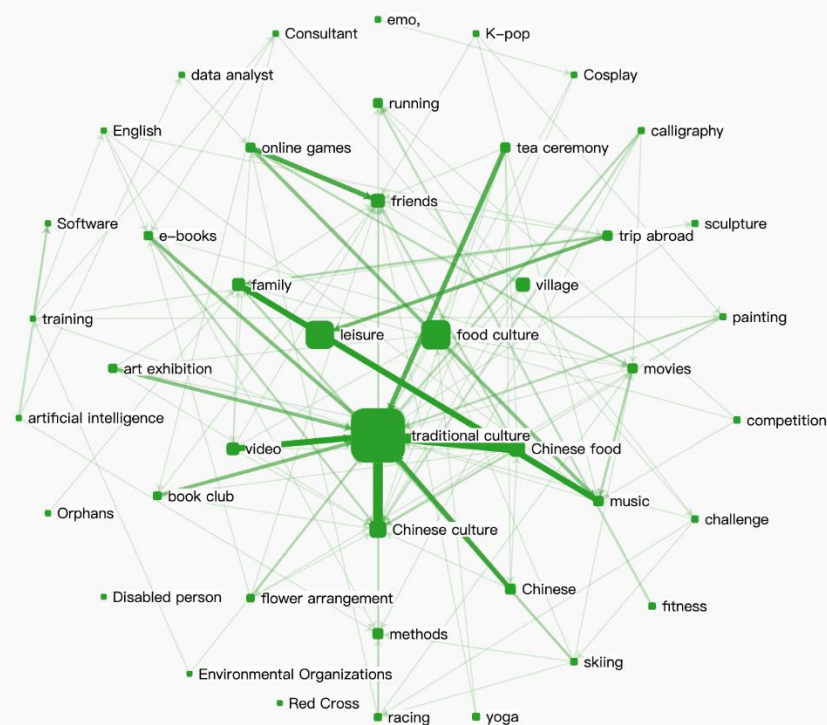 emo,
Consultant
K-pop
data analyst
Cosplay
running
English
calligraphy
online games
tea ceremony
friends
Software
sculpture
e-books
trip abroad
family
village
training
painting
leisure
food culture
art exhibition
movies
artificial intelligence
competition
traditional culture
video
Chinese food
book club
music
Orphans
challenge
Chinese culture
Chinese
Disabled person
flower arrangement
fitness
methods
skiing
Environmental Organizations
Red Cross
racing
yoga